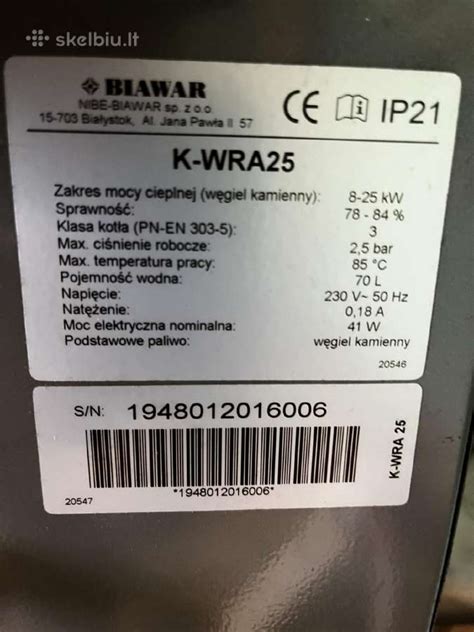 skelbiu.lt
BIAWAR
NIBE-BIAWAR sp. z o.o.
15-703 Białystok, Al. Jana Pawła II 57
CE IP21
K-WRA25
Zakres mocy cieplnej (węgiel kamienny): 8-25 kW
Sprawność: 78 - 84 %
Klasa kotła (PN-EN 303-5): 3
Max. ciśnienie robocze: 2,5 bar
Max. temperatura pracy: 85 °C
Pojemność wodna: 70 L
Napięcie: 230 V~ 50 Hz
Natężenie: 0,18 A
Moc elektryczna nominalna: 41 W
Podstawowe paliwo: węgiel kamienny
20546
S/N: 1948012016006
*1948012016006*
20547
K-WRA 25